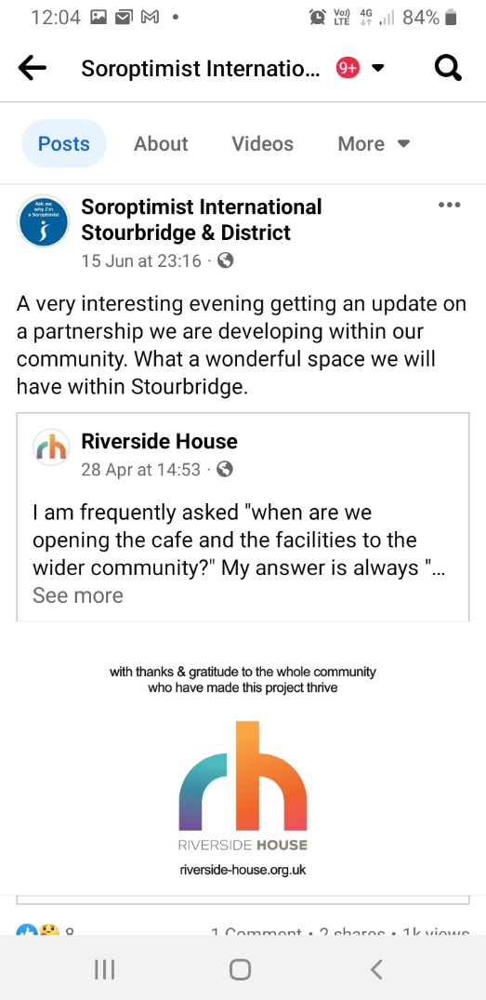 12:04
Vo)) LTE 4G 84%
Soroptimist Internatio... 9+
Posts About Videos More
Ask me why I'm a Soroptimist
Soroptimist International
Stourbridge & District
15 Jun at 23:16 ·
A very interesting evening getting an update on
a partnership we are developing within our
community. What a wonderful space we will
have within Stourbridge.
rh
Riverside House
28 Apr at 14:53 ·
I am frequently asked "when are we
opening the cafe and the facilities to the
wider community?" My answer is always "...
See more
with thanks & gratitude to the whole community
who have made this project thrive
rh
RIVERSIDE HOUSE
riverside-house.org.uk
8 1 Comment • 2 shares • 1k views